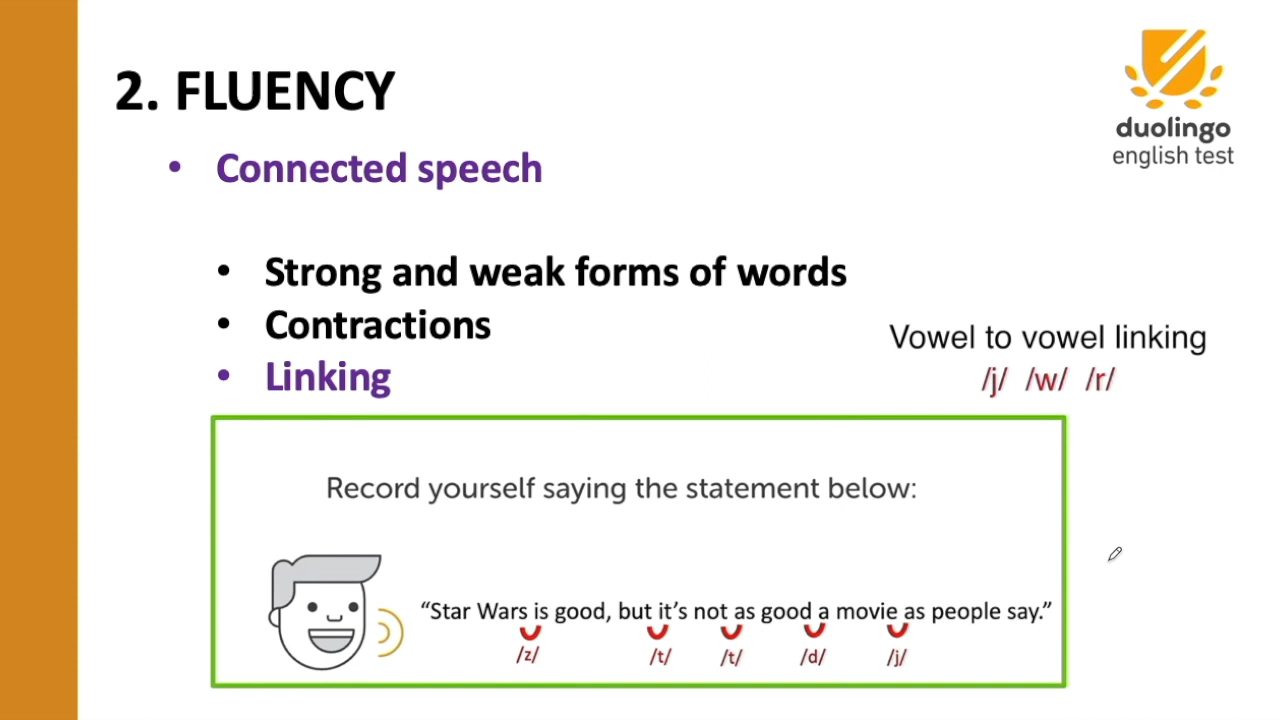 2. FLUENCY
duolingo
english test
• Connected speech
• Strong and weak forms of words
• Contractions
• Linking
Vowel to vowel linking
/j/ /w/ /r/
Record yourself saying the statement below:
“Star Wars is good, but it’s not as good a movie as people say.”
/z/ /t/ /t/ /d/ /j/